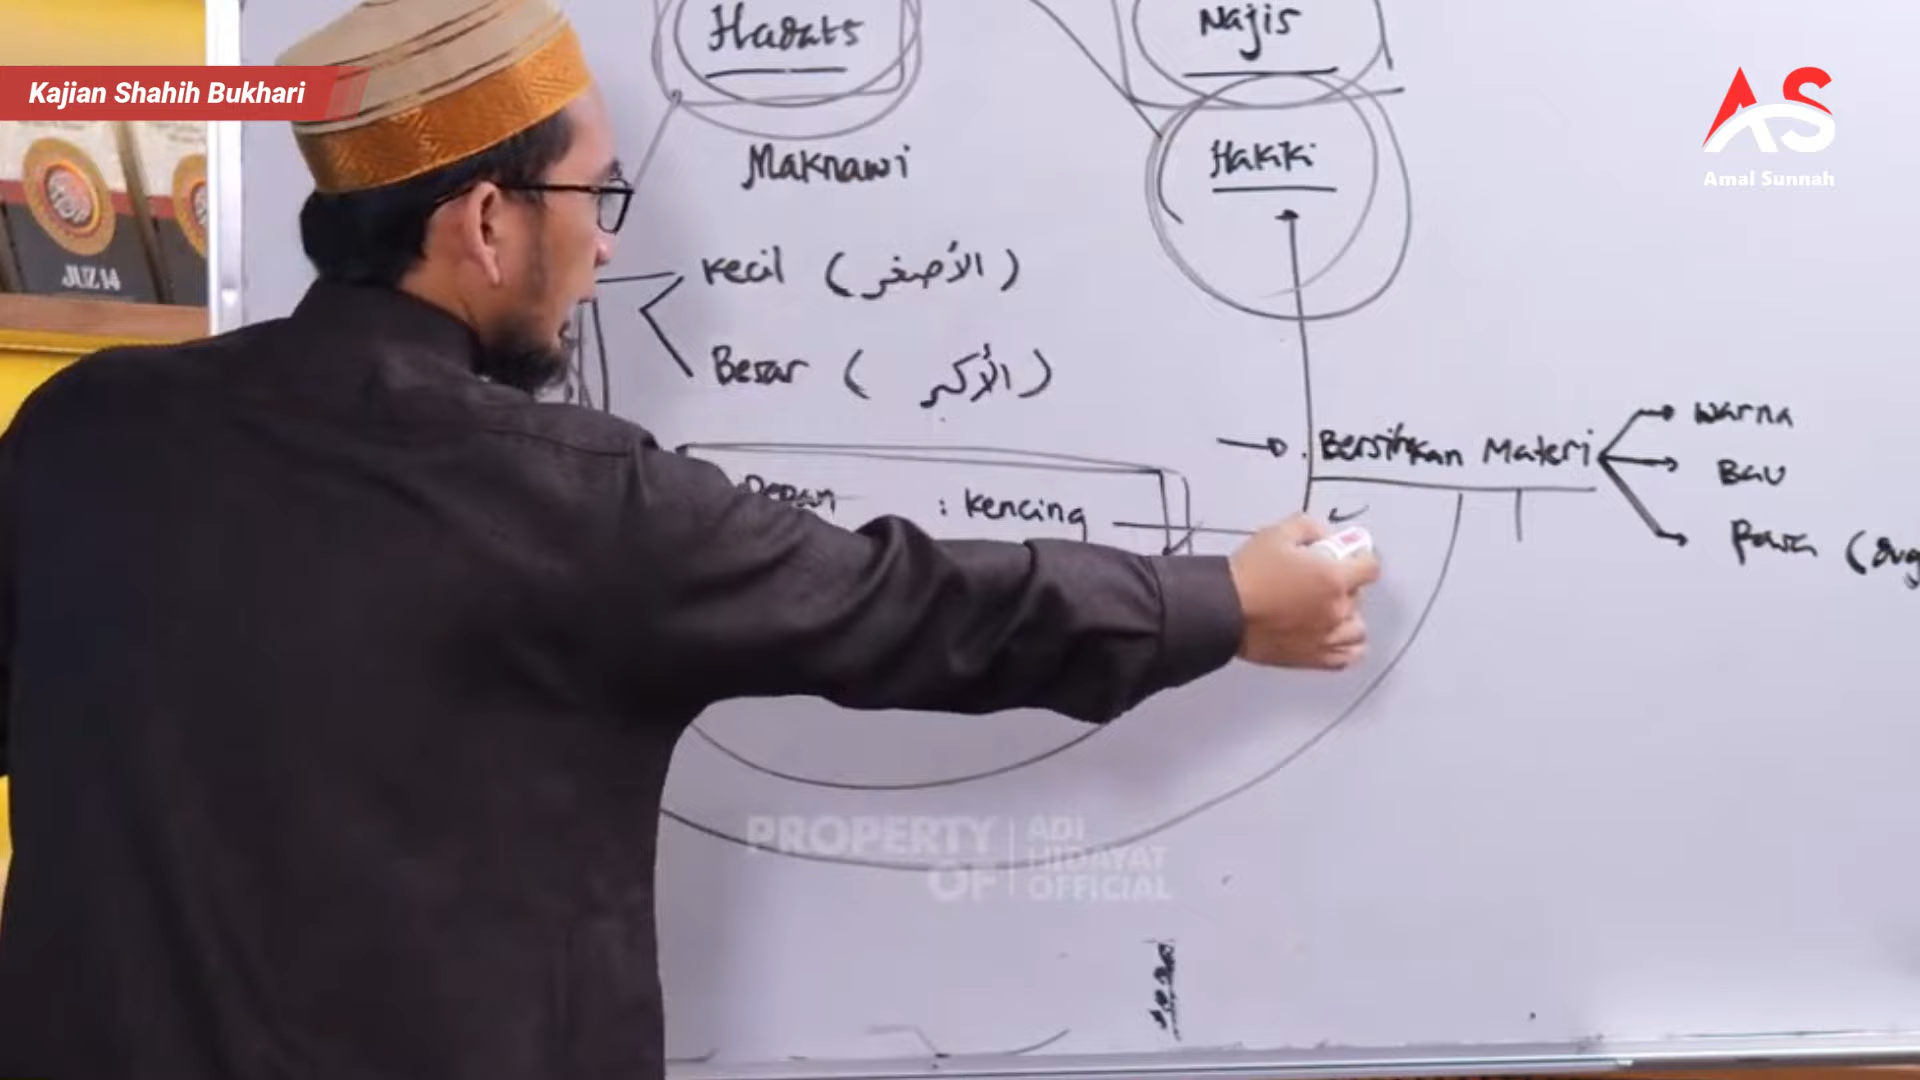 Kajian Shahih Bukhari
AS
Amal Sunnah
JUZ 14
Hadats
Najis
Maknawi
Hakiki
Kecil (الأصغر)
Besar (الأكبر)
Bersihkan Materi
Warna
Bau
Rasa
Depan : Kencing
PROPERTY OF
ADI HIDAYAT OFFICIAL